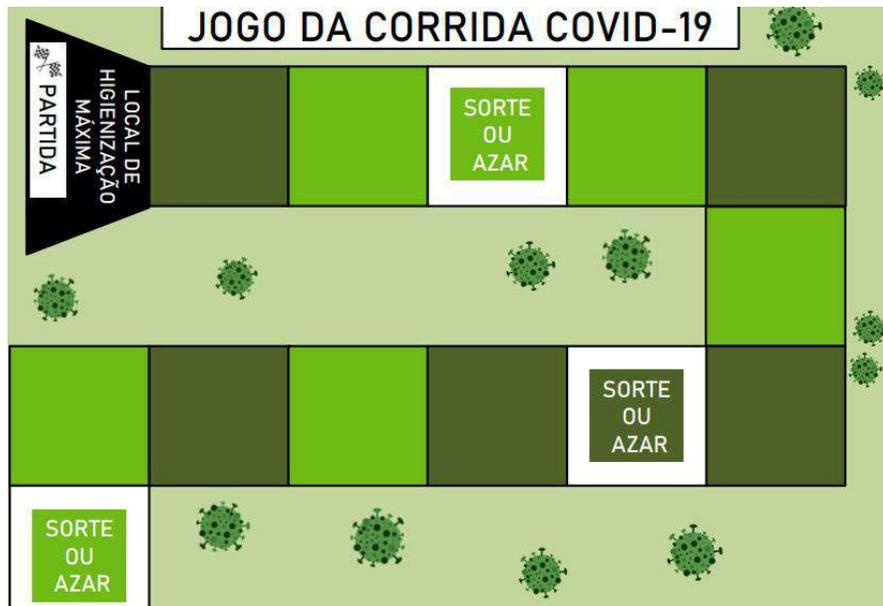 JOGO DA CORRIDA COVID-19
PARTIDA
LOCAL DE
HIGIENIZAÇÃO
MÁXIMA
SORTE
OU
AZAR
SORTE
OU
AZAR
SORTE
OU
AZAR